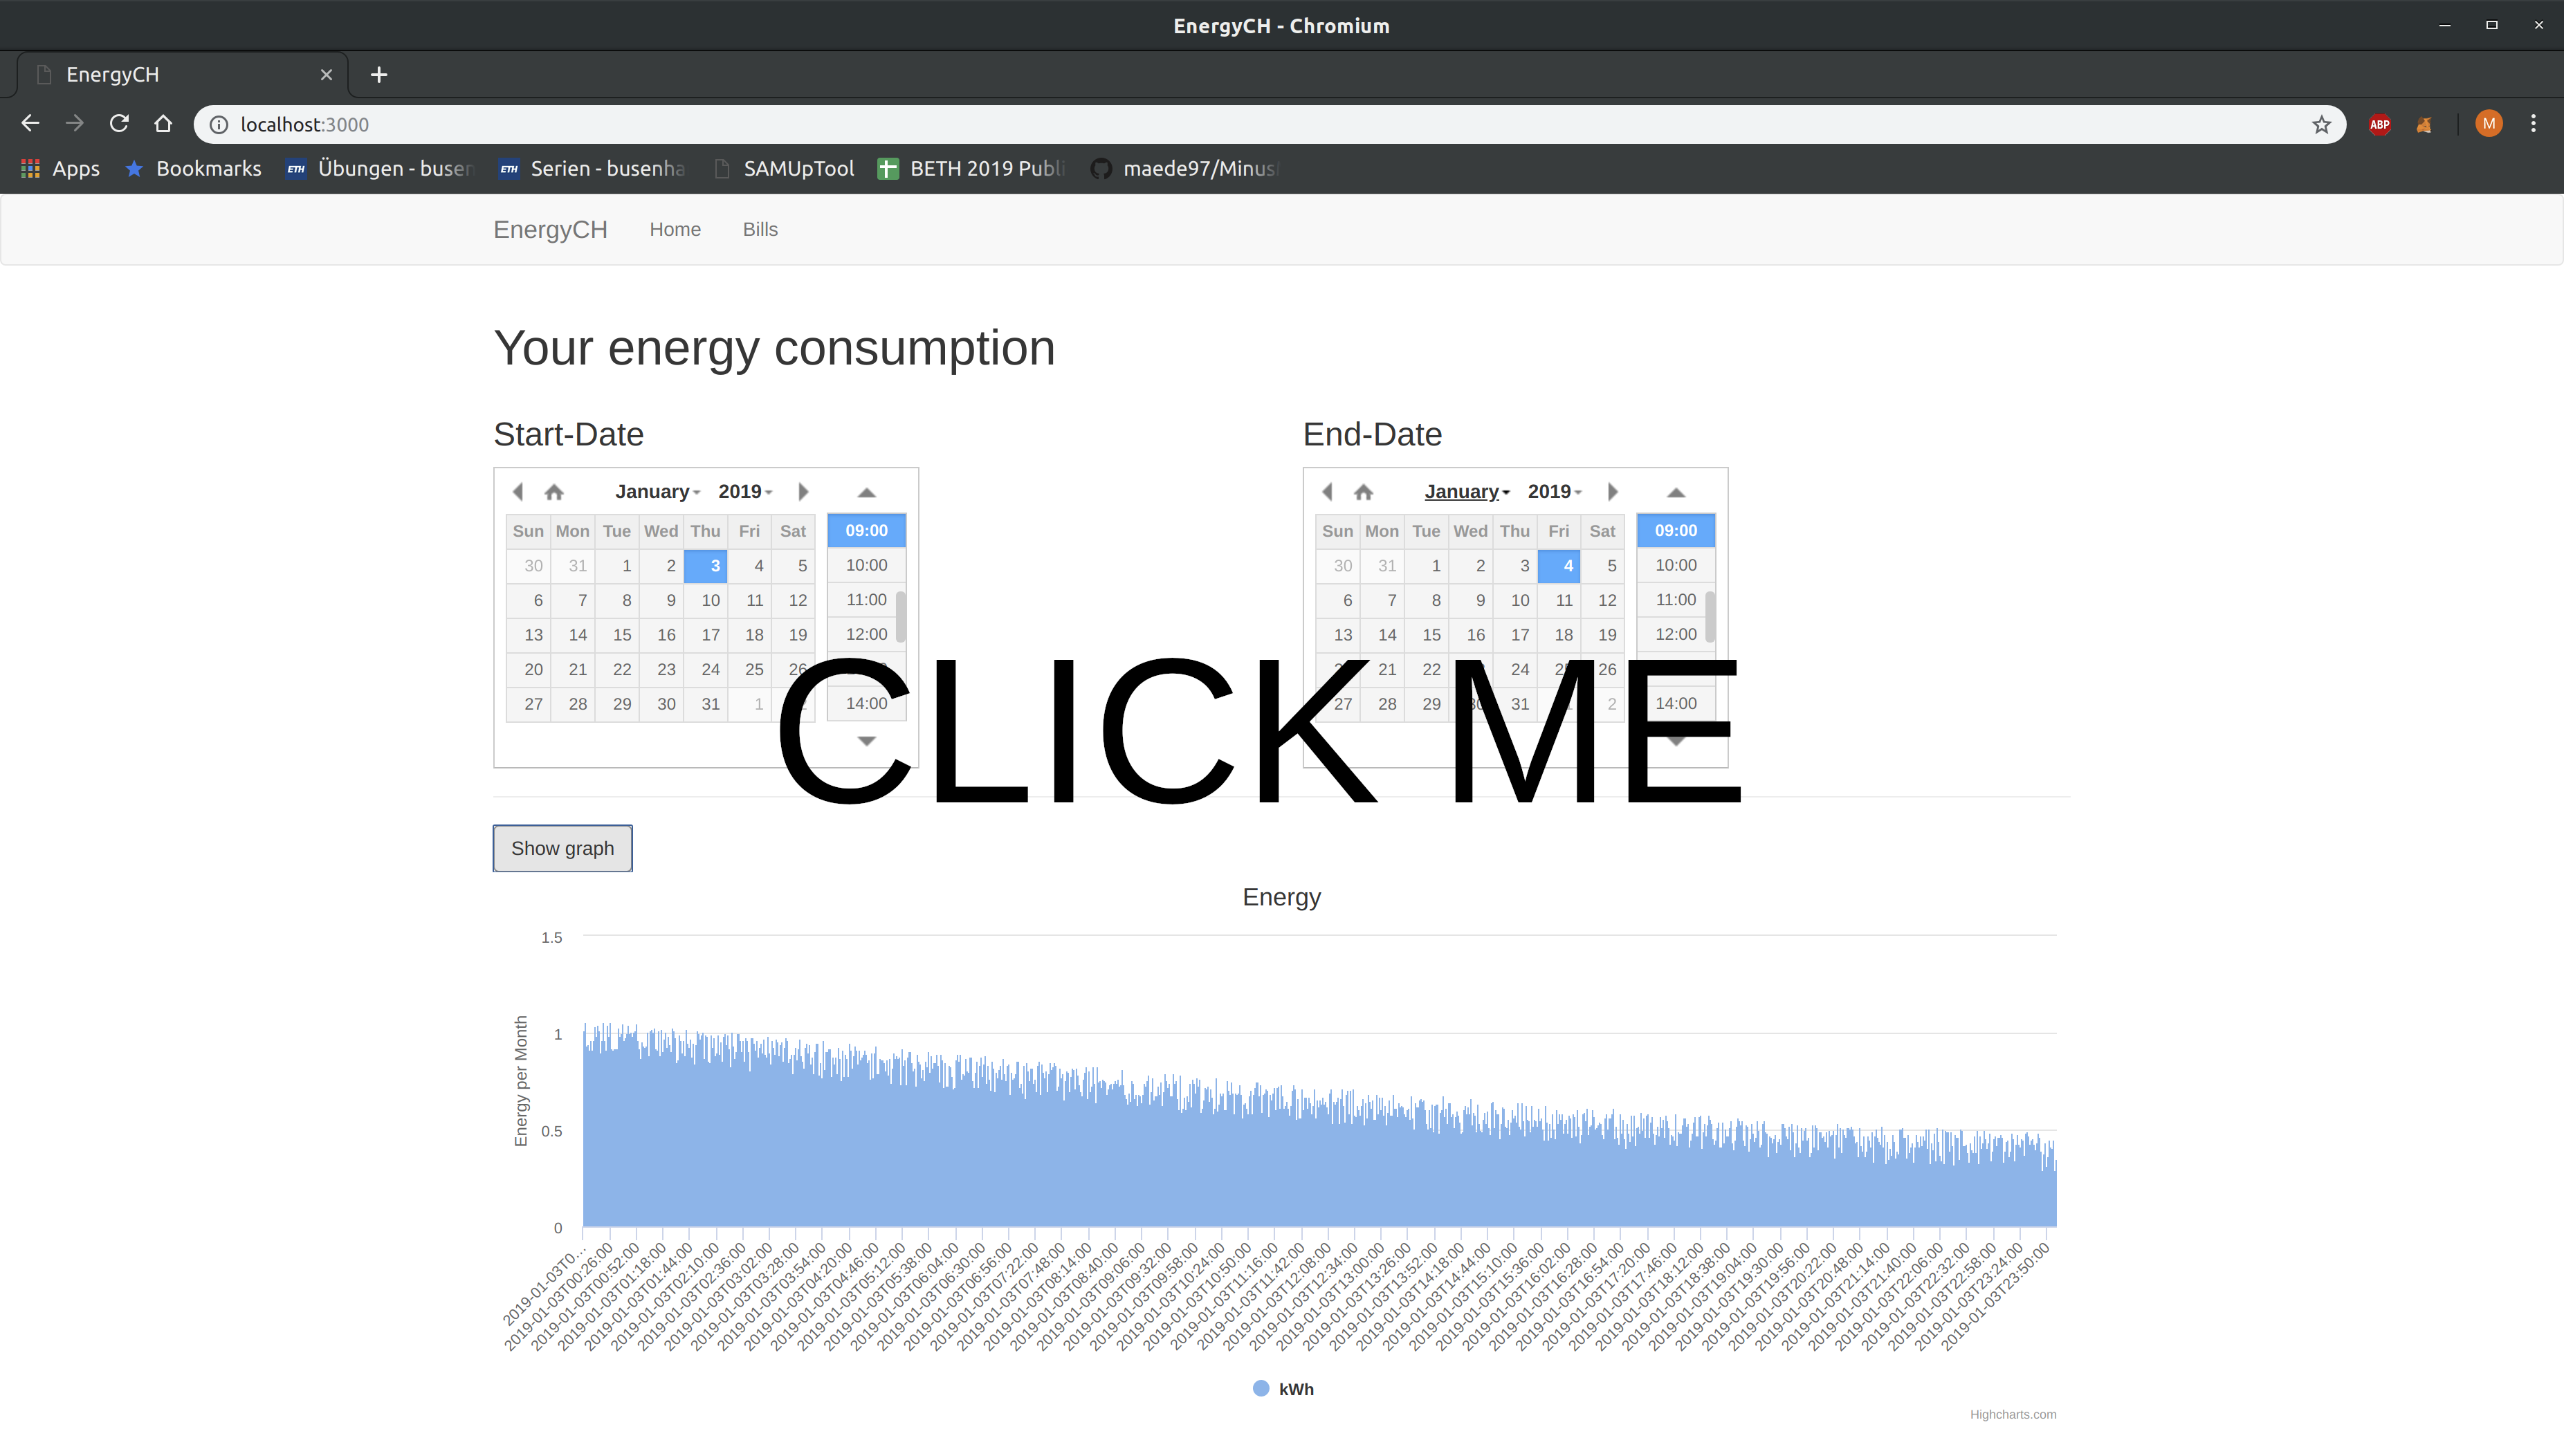 EnergyCH - Chromium
EnergyCH
localhost:3000
ABP
M
Apps Bookmarks ETH Übungen - busen ETH Serien - busenha SAMUpTool BETH 2019 Publi maede97/Minus
EnergyCH Home Bills
Your energy consumption
Start-Date
January 2019
Sun Mon Tue Wed Thu Fri Sat
30 31 1 2 3 4 5
6 7 8 9 10 11 12
13 14 15 16 17 18 19
20 21 22 23 24 25 26
27 28 29 30 31 1
09:00
10:00
11:00
12:00
14:00
End-Date
January 2019
Sun Mon Tue Wed Thu Fri Sat
30 31 1 2 3 4 5
6 7 8 9 10 11 12
13 14 15 16 17 18 19
21 22 24 26
27 28 29 30 31 2
09:00
10:00
11:00
12:00
14:00
CLICK ME
Show graph
Energy
Energy per Month
1.5
1
0.5
0
2019-01-03T0...
2019-01-03T00:26:00
2019-01-03T00:52:00
2019-01-03T01:18:00
2019-01-03T01:44:00
2019-01-03T02:10:00
2019-01-03T02:36:00
2019-01-03T03:02:00
2019-01-03T03:28:00
2019-01-03T03:54:00
2019-01-03T04:20:00
2019-01-03T04:46:00
2019-01-03T05:12:00
2019-01-03T05:38:00
2019-01-03T06:04:00
2019-01-03T06:30:00
2019-01-03T06:56:00
2019-01-03T07:22:00
2019-01-03T07:48:00
2019-01-03T08:14:00
2019-01-03T08:40:00
2019-01-03T09:06:00
2019-01-03T09:32:00
2019-01-03T09:58:00
2019-01-03T10:24:00
2019-01-03T10:50:00
2019-01-03T11:16:00
2019-01-03T11:42:00
2019-01-03T12:08:00
2019-01-03T12:34:00
2019-01-03T13:00:00
2019-01-03T13:26:00
2019-01-03T13:52:00
2019-01-03T14:18:00
2019-01-03T14:44:00
2019-01-03T15:10:00
2019-01-03T15:36:00
2019-01-03T16:02:00
2019-01-03T16:28:00
2019-01-03T16:54:00
2019-01-03T17:20:00
2019-01-03T17:46:00
2019-01-03T18:12:00
2019-01-03T18:38:00
2019-01-03T19:04:00
2019-01-03T19:30:00
2019-01-03T19:56:00
2019-01-03T20:22:00
2019-01-03T20:48:00
2019-01-03T21:14:00
2019-01-03T21:40:00
2019-01-03T22:06:00
2019-01-03T22:32:00
2019-01-03T22:58:00
2019-01-03T23:24:00
2019-01-03T23:50:00
kWh
Highcharts.com